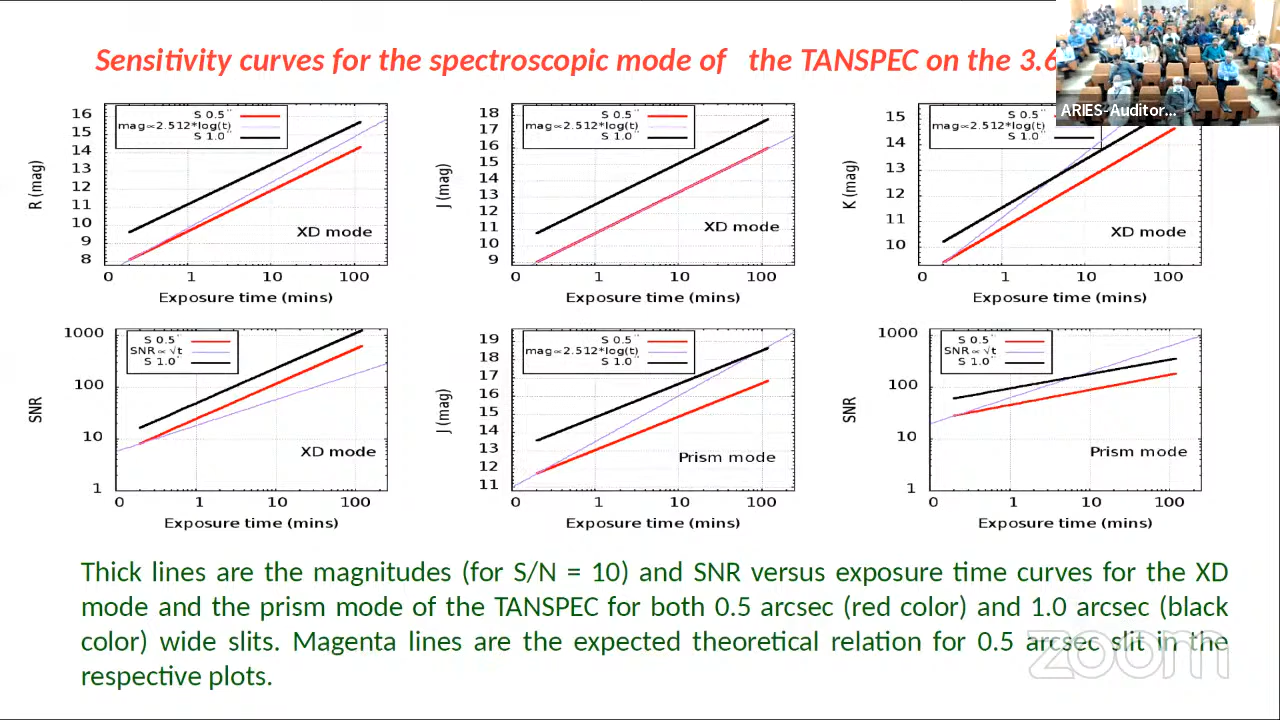 Sensitivity curves for the spectroscopic mode of the TANSPEC on the 3.6
ARIES-Auditor...
16
15
14
13
12
11
10
9
8
R (mag)
S 0.5"
mag∝2.512*log(t)
S 1.0"
XD mode
0 1 10 100
Exposure time (mins)
18
17
16
15
14
13
12
11
10
9
J (mag)
S 0.5"
mag∝2.512*log(t)
S 1.0"
XD mode
0 1 10 100
Exposure time (mins)
15
14
13
12
11
10
K (mag)
S 0.5"
mag∝2.512*log(t)
S 1.0"
XD mode
0 1 10 100
Exposure time (mins)
1000
100
10
1
SNR
S 0.5"
SNR∝√t
S 1.0"
XD mode
0 1 10 100
Exposure time (mins)
19
18
17
16
15
14
13
12
11
J (mag)
S 0.5"
mag∝2.512*log(t)
S 1.0"
Prism mode
0 1 10 100
Exposure time (mins)
1000
100
10
1
SNR
S 0.5"
SNR∝√t
S 1.0"
Prism mode
0 1 10 100
Exposure time (mins)
Thick lines are the magnitudes (for S/N = 10) and SNR versus exposure time curves for the XD
mode and the prism mode of the TANSPEC for both 0.5 arcsec (red color) and 1.0 arcsec (black
color) wide slits. Magenta lines are the expected theoretical relation for 0.5 arcsec slit in the
respective plots.
zoom